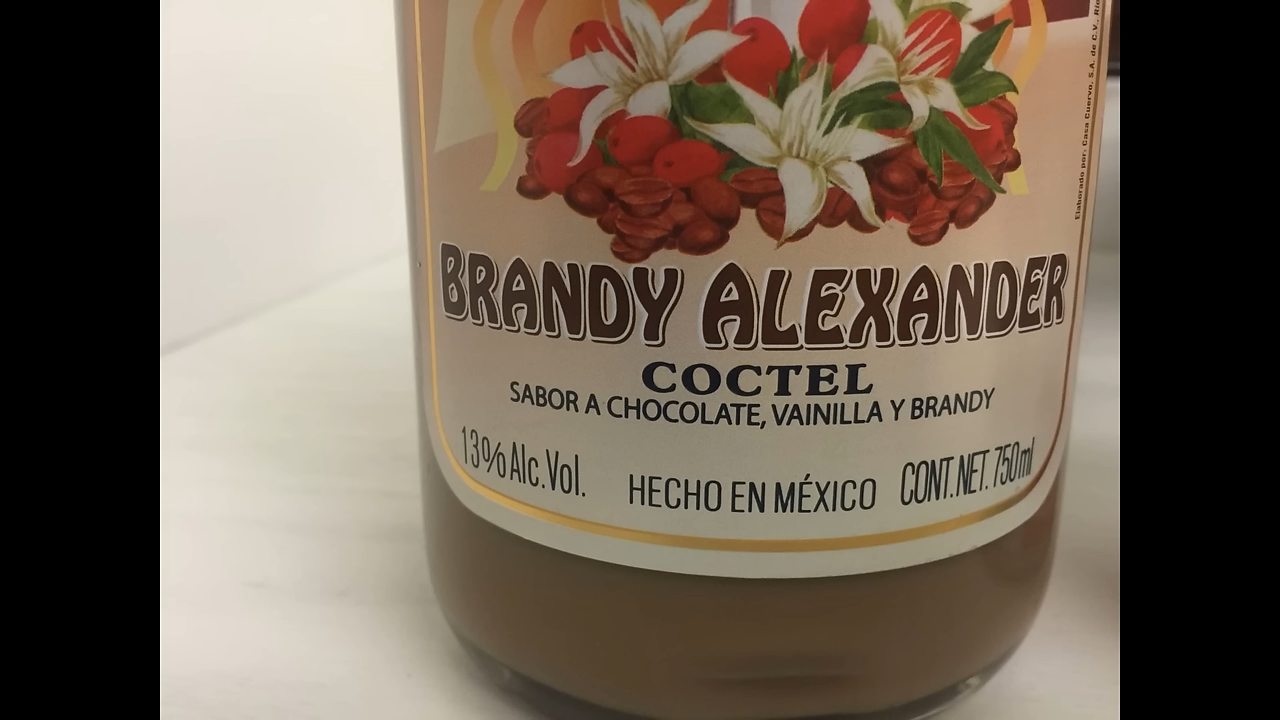 BRANDY ALEXANDER
COCTEL
SABOR A CHOCOLATE, VAINILLA Y BRANDY
13% Alc. Vol.
HECHO EN MÉXICO
CONT. NET. 750ml
Elaborado por: Casa Cuervo, S.A. de C.V.,